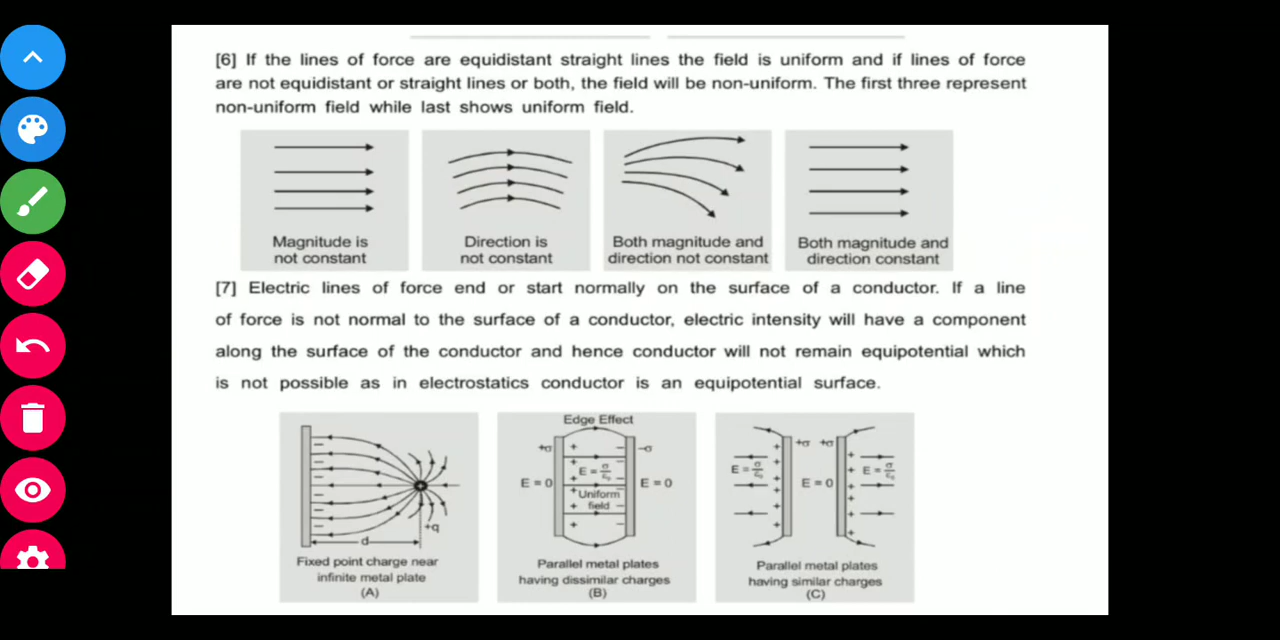 [6] If the lines of force are equidistant straight lines the field is uniform and if lines of force
are not equidistant or straight lines or both, the field will be non-uniform. The first three represent
non-uniform field while last shows uniform field.
Magnitude is
not constant
Direction is
not constant
Both magnitude and
direction not constant
Both magnitude and
direction constant
[7] Electric lines of force end or start normally on the surface of a conductor. If a line
of force is not normal to the surface of a conductor, electric intensity will have a component
along the surface of the conductor and hence conductor will not remain equipotential which
is not possible as in electrostatics conductor is an equipotential surface.
+q
d
Fixed point charge near
infinite metal plate
(A)
Edge Effect
+σ
−σ
E = σ/ε₀
E = 0
E = 0
Uniform
field
Parallel metal plates
having dissimilar charges
(B)
+σ +σ
E = σ/ε₀
E = 0
E = σ/ε₀
Parallel metal plates
having similar charges
(C)